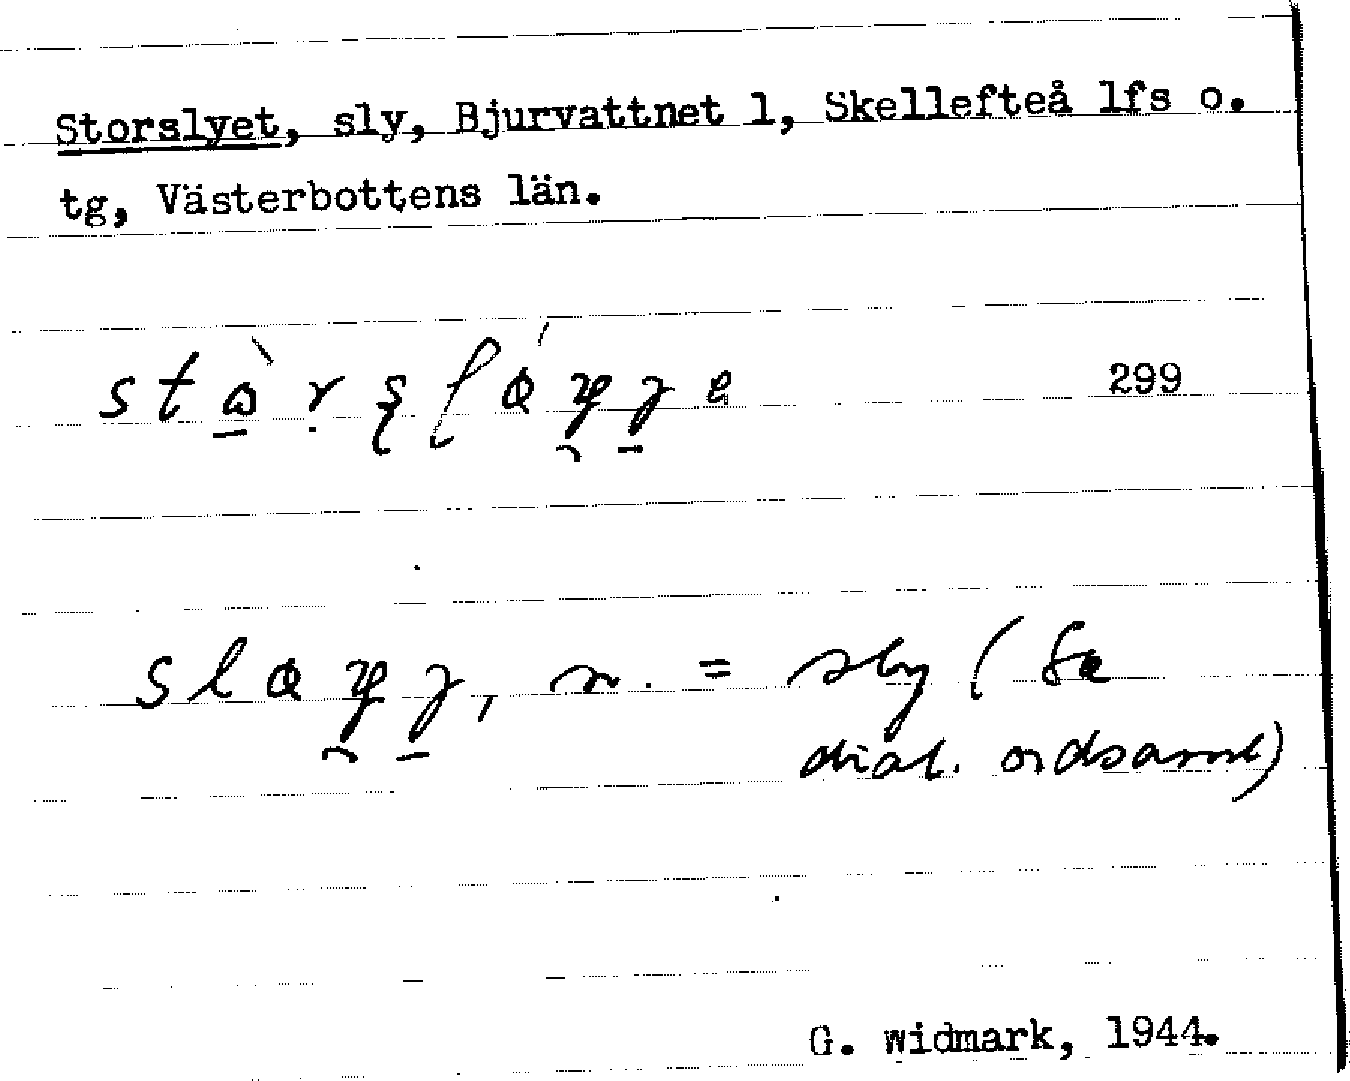 Storslyet, sly, Bjurvattnet 1, Skellefteå lfs o.
tg, Västerbottens län.
299
n. = sly (Se
dial. ordsaml)
G. Widmark, 1944.